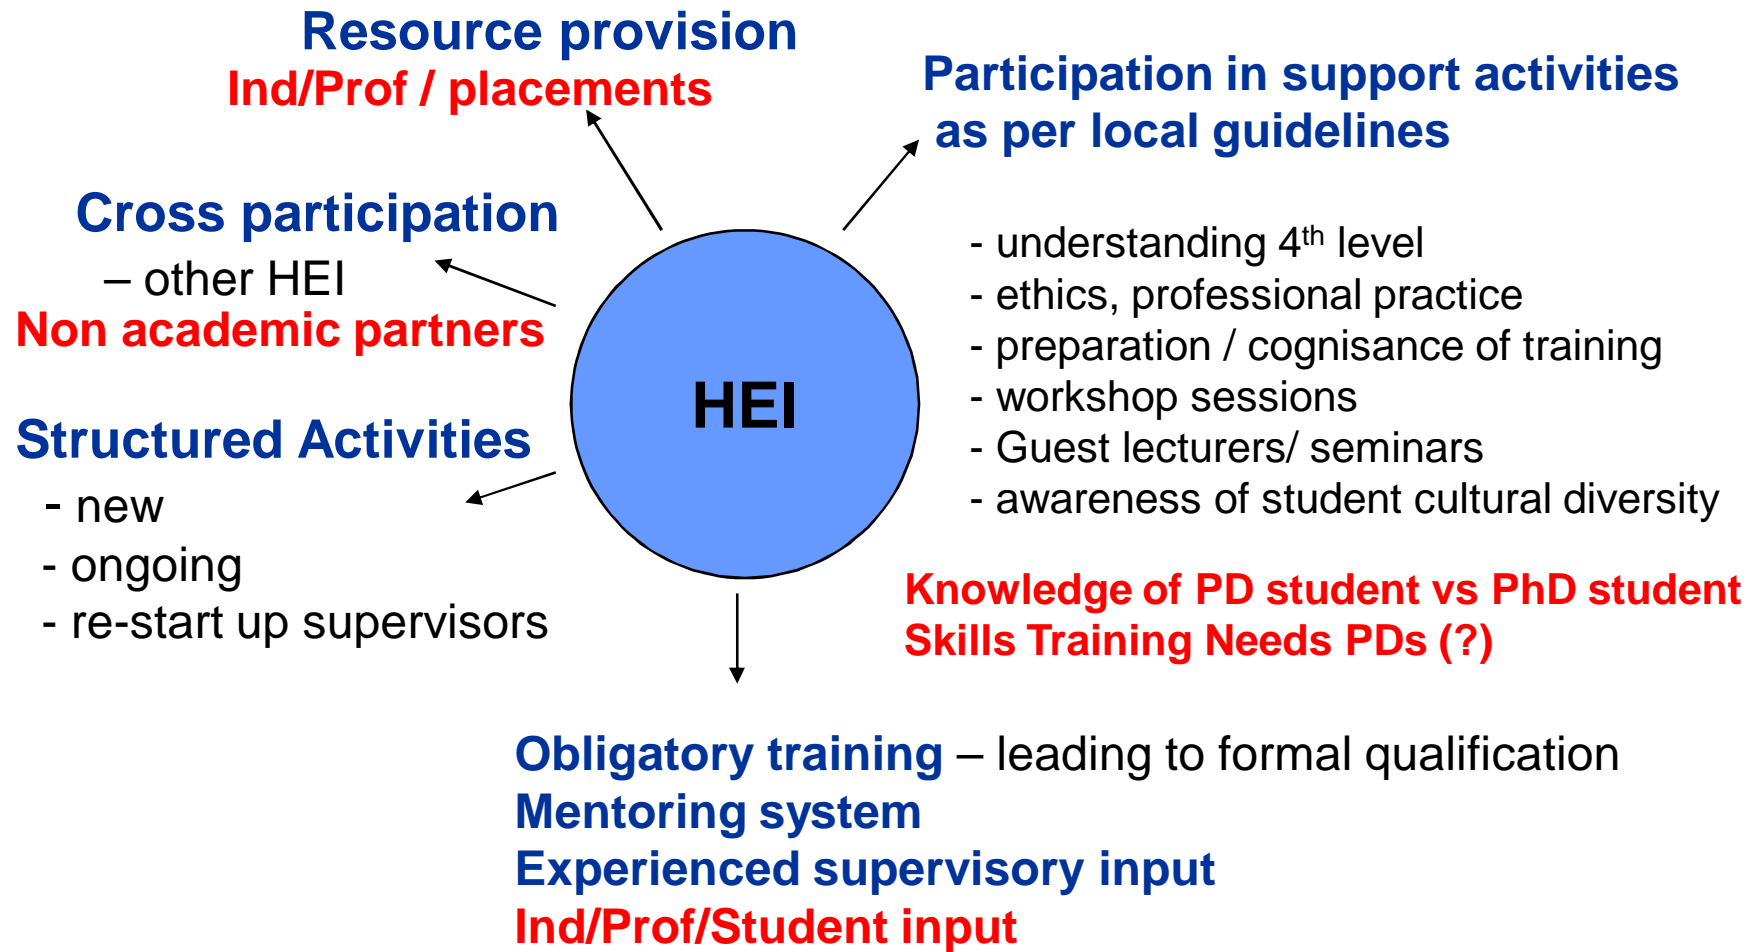 Resource provision
Ind/Prof / placements
Participation in support activities
as per local guidelines
Cross participation
– other HEI
Non academic partners
Structured Activities
- new
- ongoing
- re-start up supervisors
HEI
- understanding 4th level
- ethics, professional practice
- preparation / cognisance of training
- workshop sessions
- Guest lecturers/ seminars
- awareness of student cultural diversity
Knowledge of PD student vs PhD student
Skills Training Needs PDs (?)
Obligatory training – leading to formal qualification
Mentoring system
Experienced supervisory input
Ind/Prof/Student input